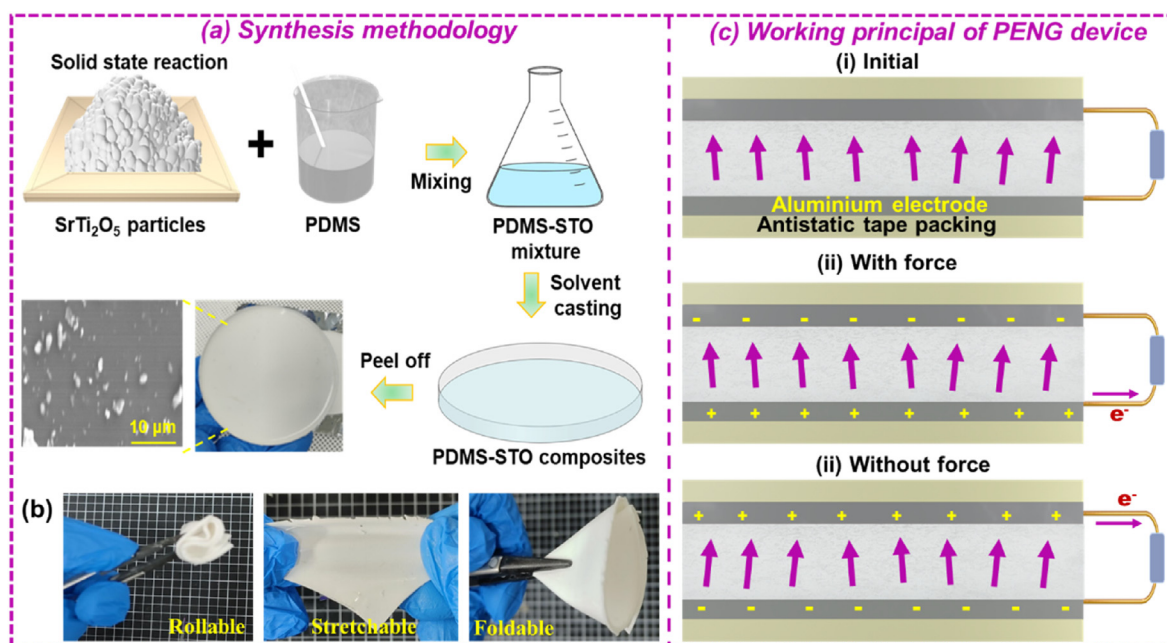 (a) Synthesis methodology
Solid state reaction
+
SrTi₂O₅ particles
PDMS
Mixing
PDMS-STO
mixture
Solvent
casting
Peel off
10 µm
PDMS-STO composites
(b)
Rollable
Stretchable
Foldable
(c) Working principal of PENG device
(i) Initial
Aluminium electrode
Antistatic tape packing
(ii) With force
- - - - - - - -
+ + + + + + + +
e⁻
(ii) Without force
e⁻
+ + + + + + + +
- - - - - - - -